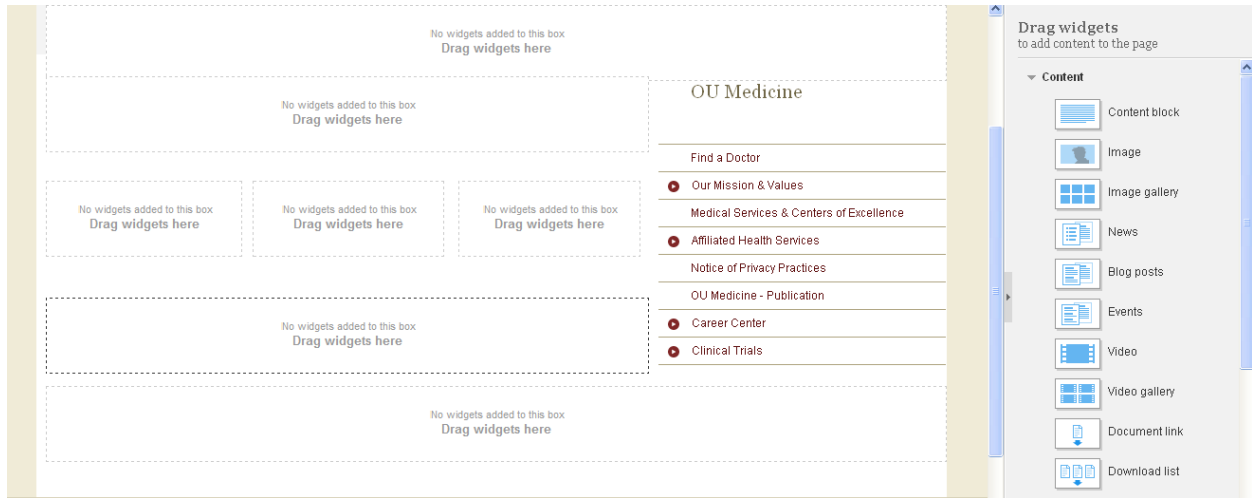 No widgets added to this box
Drag widgets here
No widgets added to this box
Drag widgets here
No widgets added to this box
Drag widgets here
No widgets added to this box
Drag widgets here
No widgets added to this box
Drag widgets here
No widgets added to this box
Drag widgets here
No widgets added to this box
Drag widgets here
OU Medicine
Find a Doctor
Our Mission & Values
Medical Services & Centers of Excellence
Affiliated Health Services
Notice of Privacy Practices
OU Medicine - Publication
Career Center
Clinical Trials
Drag widgets
to add content to the page
Content
Content block
Image
Image gallery
News
Blog posts
Events
Video
Video gallery
Document link
Download list